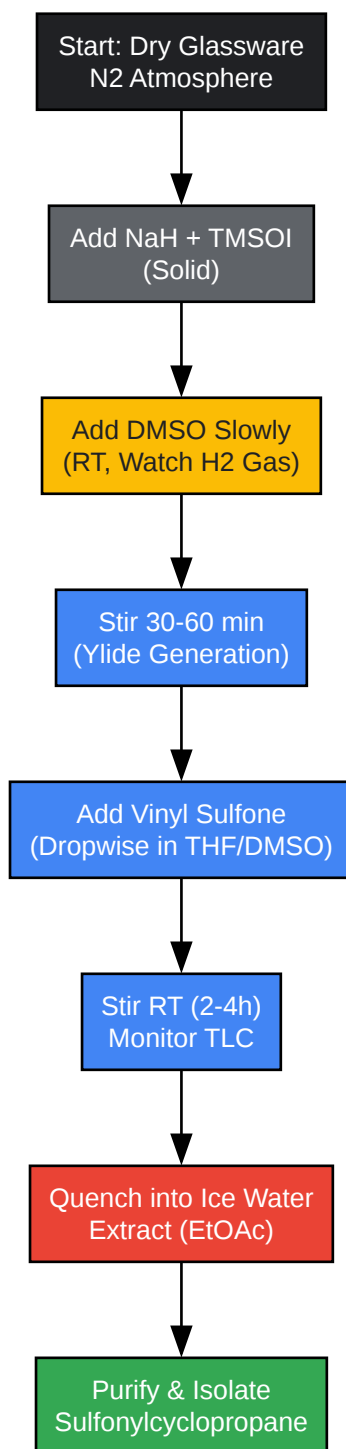 Start: Dry Glassware
N2 Atmosphere
Add NaH + TMSOI
(Solid)
Add DMSO Slowly
(RT, Watch H2 Gas)
Stir 30-60 min
(Ylide Generation)
Add Vinyl Sulfone
(Dropwise in THF/DMSO)
Stir RT (2-4h)
Monitor TLC
Quench into Ice Water
Extract (EtOAc)
Purify & Isolate
Sulfonylcyclopropane